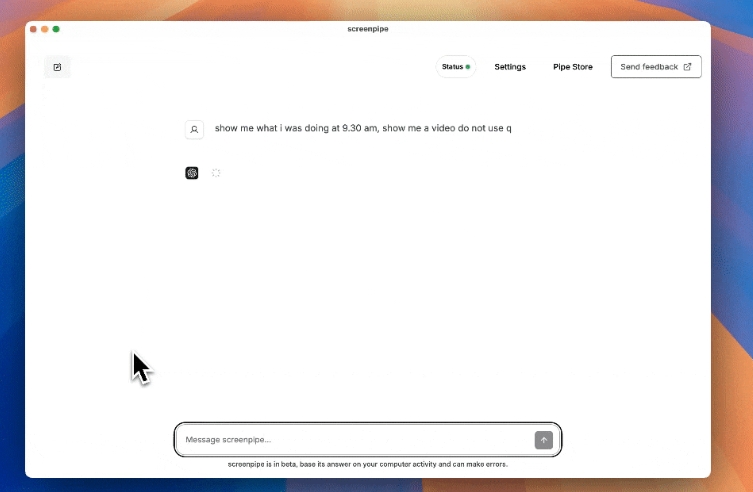 screenpipe
Status Settings Pipe Store Send feedback
show me what i was doing at 9.30 am, show me a video do not use q
Message screenpipe...
screenpipe is in beta, base its answer on your computer activity and can make errors.